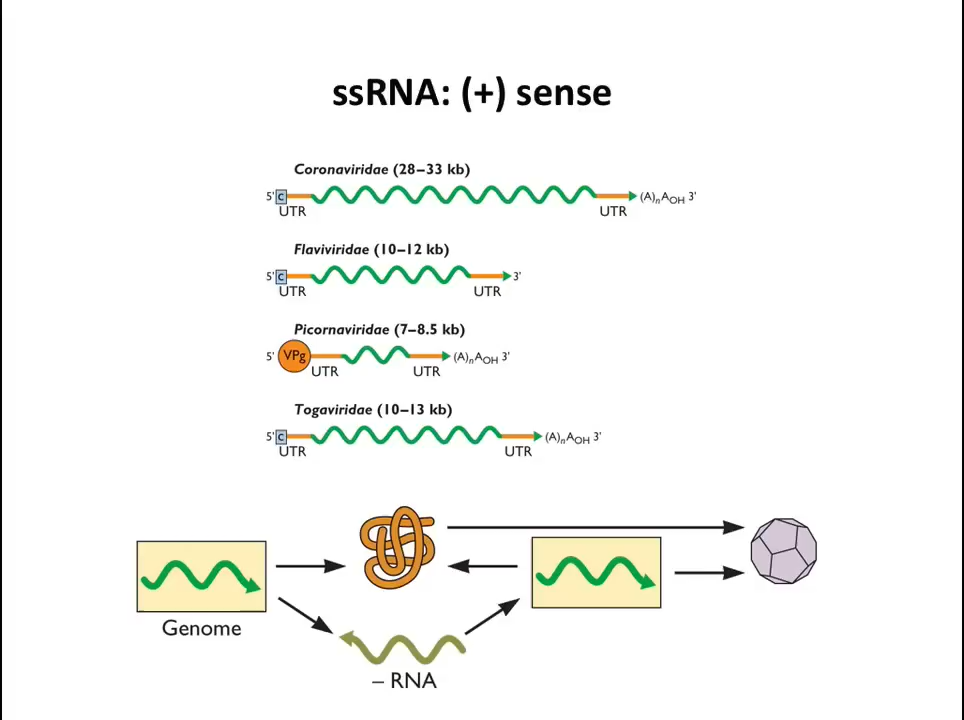 ssRNA: (+) sense
Coronaviridae (28–33 kb)
5' C (A)nAOH 3'
UTR UTR
Flaviviridae (10–12 kb)
5' C 3'
UTR UTR
Picornaviridae (7–8.5 kb)
5' VPg (A)nAOH 3'
UTR UTR
Togaviridae (10–13 kb)
5' C (A)nAOH 3'
UTR UTR
Genome
– RNA